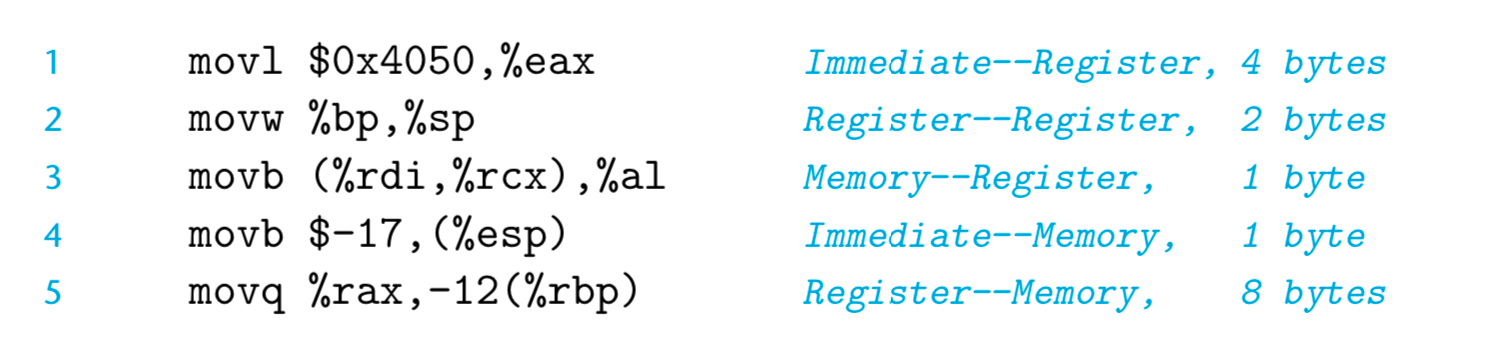 1 movl $0x4050,%eax Immediate--Register, 4 bytes
2 movw %bp,%sp Register--Register, 2 bytes
3 movb (%rdi,%rcx),%al Memory--Register, 1 byte
4 movb $-17,(%esp) Immediate--Memory, 1 byte
5 movq %rax,-12(%rbp) Register--Memory, 8 bytes